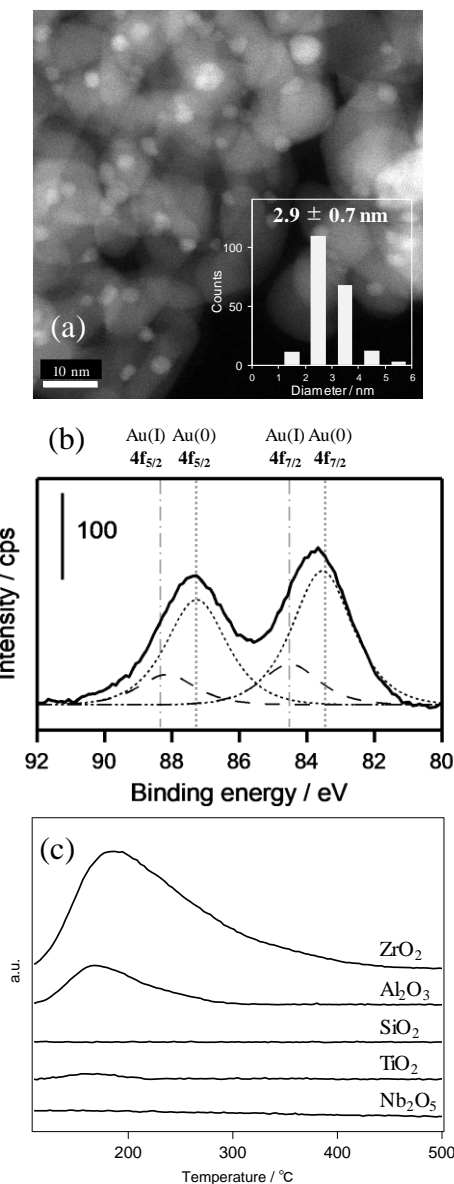 2.9 ± 0.7 nm
Counts
100
50
0
0 1 2 3 4 5 6
Diameter / nm
(a)
10 nm
(b)
Au(I) Au(0) Au(I) Au(0)
4f5/2 4f5/2 4f7/2 4f7/2
100
Intensity / cps
92 90 88 86 84 82 80
Binding energy / eV
(c)
a.u.
ZrO2
Al2O3
SiO2
TiO2
Nb2O5
200 300 400 500
Temperature / °C